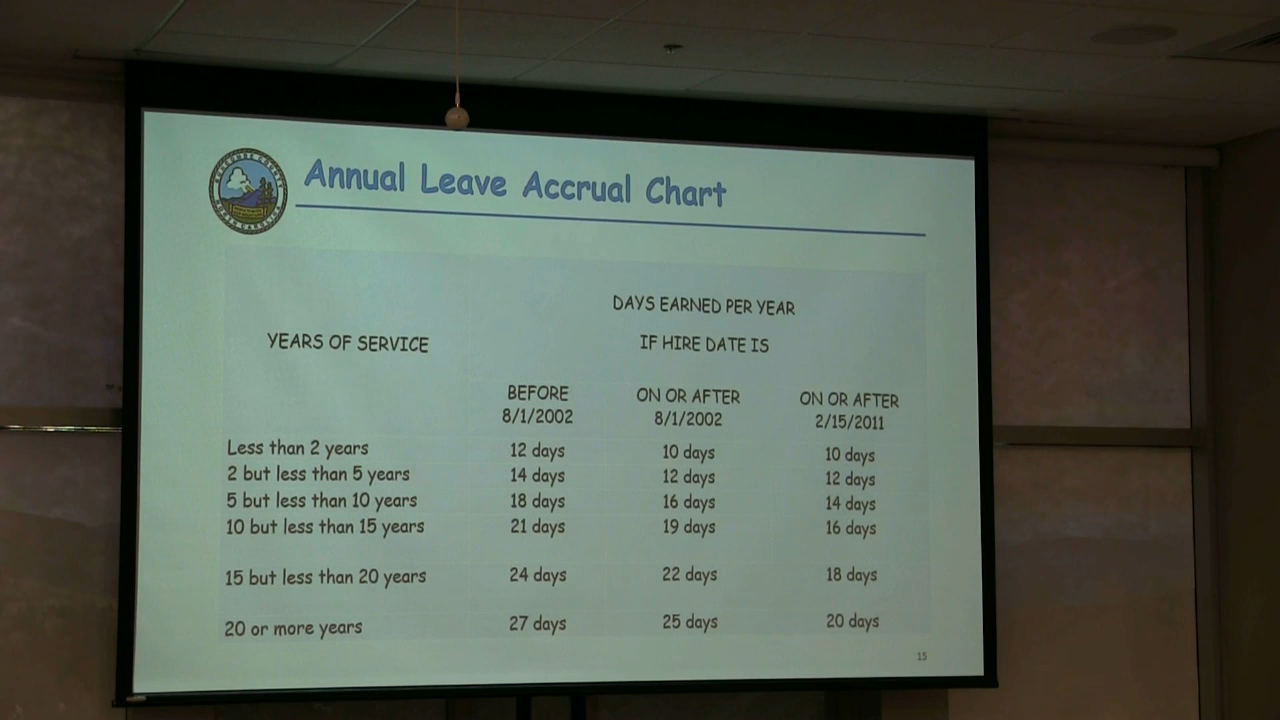 Annual Leave Accrual Chart
DAYS EARNED PER YEAR
YEARS OF SERVICE IF HIRE DATE IS
BEFORE 8/1/2002 ON OR AFTER 8/1/2002 ON OR AFTER 2/15/2011
Less than 2 years 12 days 10 days 10 days
2 but less than 5 years 14 days 12 days 12 days
5 but less than 10 years 18 days 16 days 14 days
10 but less than 15 years 21 days 19 days 16 days
15 but less than 20 years 24 days 22 days 18 days
20 or more years 27 days 25 days 20 days
15